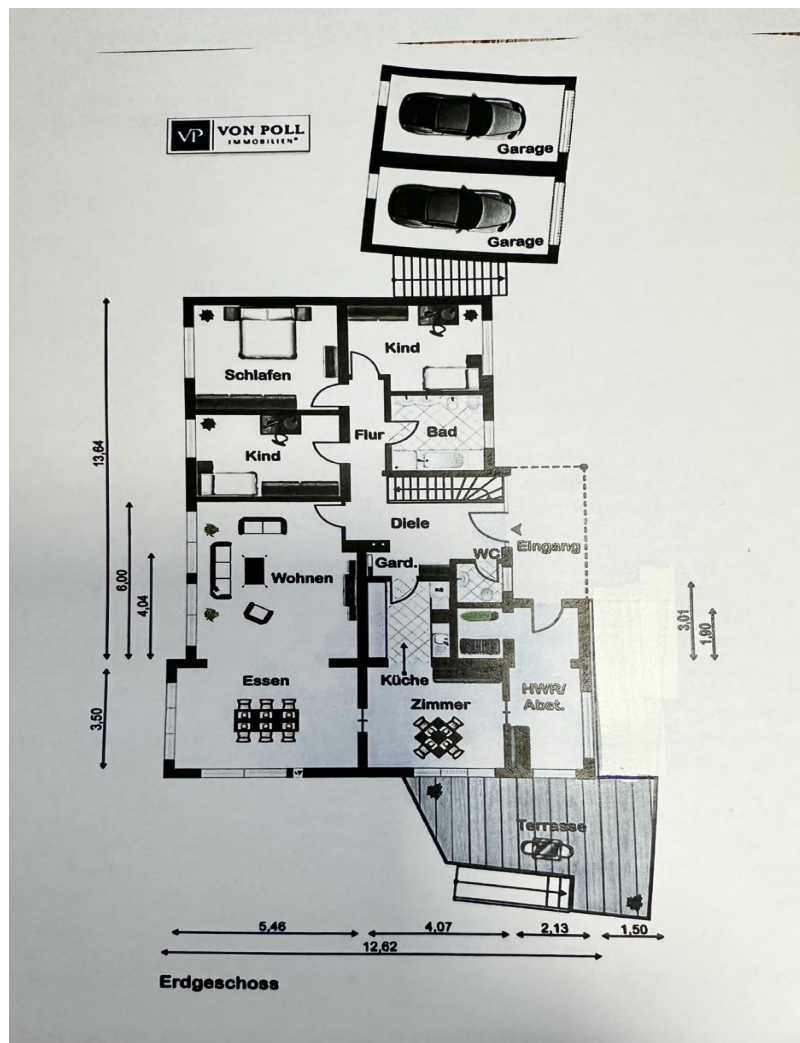 VP VON POLL
IMMOBILIEN®
Garage
Garage
Schlafen
Kind
Kind
Flur
Bad
Diele
Eingang
WC
Gard.
Wohnen
Essen
Küche
Zimmer
HWR/
Abst.
Terrasse
VP
13,64
6,00
4,04
3,50
3,01
1,90
5,46
4,07
2,13
1,50
12,62
Erdgeschoss